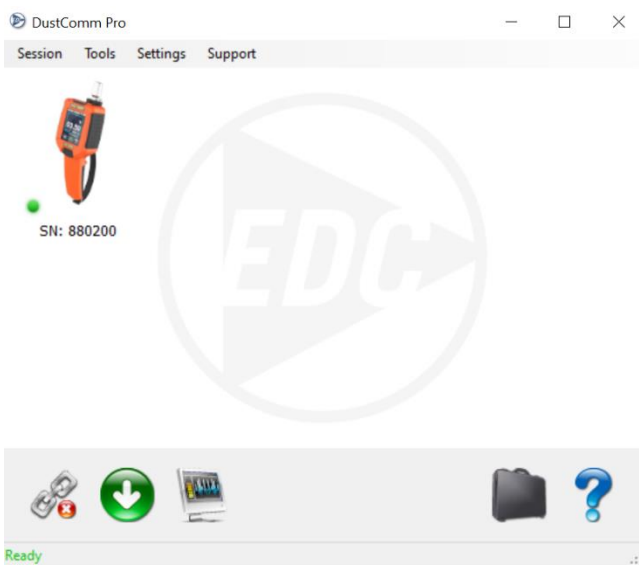 DustComm Pro
Session Tools Settings Support
SN: 880200
EDC
Ready